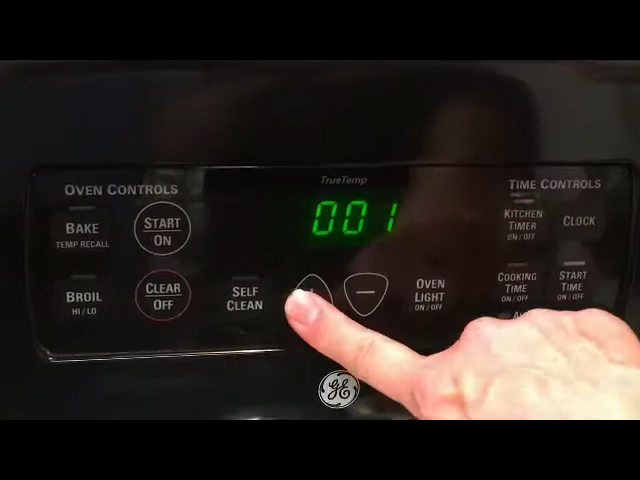 TrueTemp
OVEN CONTROLS
TIME CONTROLS
001
BAKE
TEMP RECALL
START
ON
KITCHEN
TIMER
ON / OFF
CLOCK
BROIL
HI / LO
CLEAR
OFF
SELF
CLEAN
+
−
OVEN
LIGHT
ON / OFF
COOKING
TIME
ON / OFF
START
TIME
ON / OFF
GE